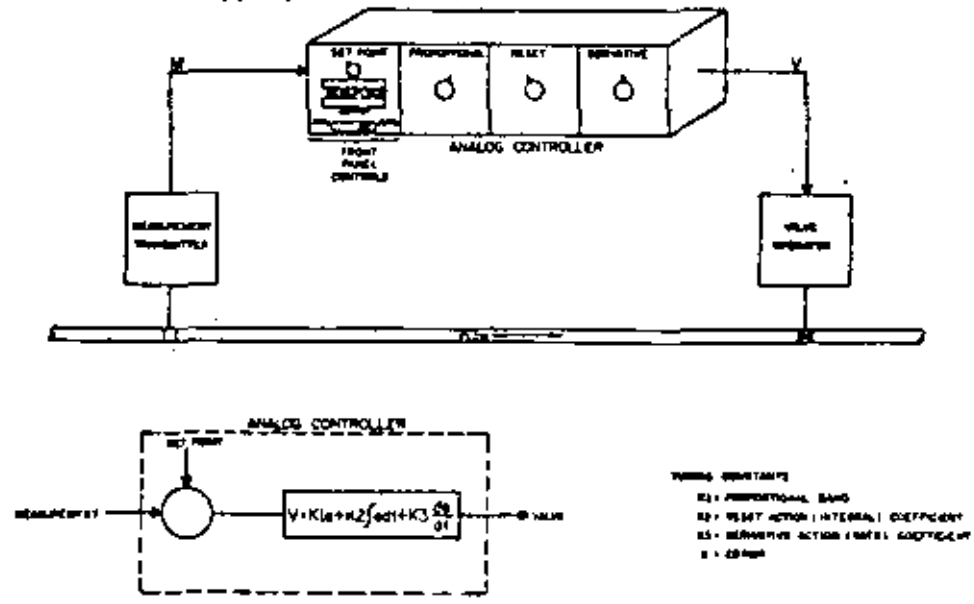 M
V
SET POINT
PROPORTIONAL
RESET
DERIVATIVE
FRONT
PANEL
CONTROLS
ANALOG CONTROLLER
MEASUREMENT
TRANSMITTER
VALVE
OPERATOR
FLOW
ANALOG CONTROLLER
SET POINT
MEASUREMENT
V=K1e+K2∫edt+K3 de/dt
VALVE
TUNING CONSTANTS
K1= PROPORTIONAL BAND
K2= RESET ACTION (INTEGRAL) COEFFICIENT
K3= DERIVATIVE ACTION (RATE) COEFFICIENT
e = ERROR